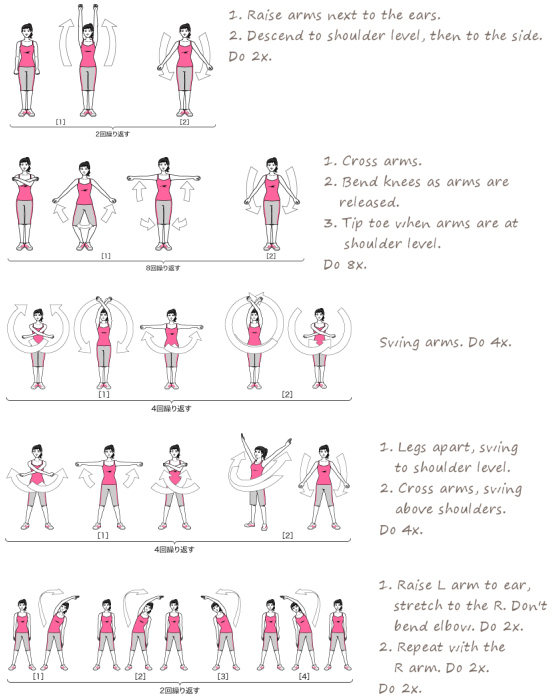 1. Raise arms next to the ears.
2. Descend to shoulder level, then to the side.
Do 2x.
[1] [2]
2回繰り返す
1. Cross arms.
2. Bend knees as arms are
released.
3. Tip toe when arms are at
shoulder level.
Do 8x.
[1] [2]
8回繰り返す
Swing arms. Do 4x.
[1] [2]
4回繰り返す
1. Legs apart, swing
to shoulder level.
2. Cross arms, swing
above shoulders.
Do 4x.
[1] [2]
4回繰り返す
1. Raise L arm to ear,
stretch to the R. Don't
bend elbow. Do 2x.
2. Repeat with the
R arm. Do 2x.
Do 2x.
[1] [2] [3] [4]
2回繰り返す